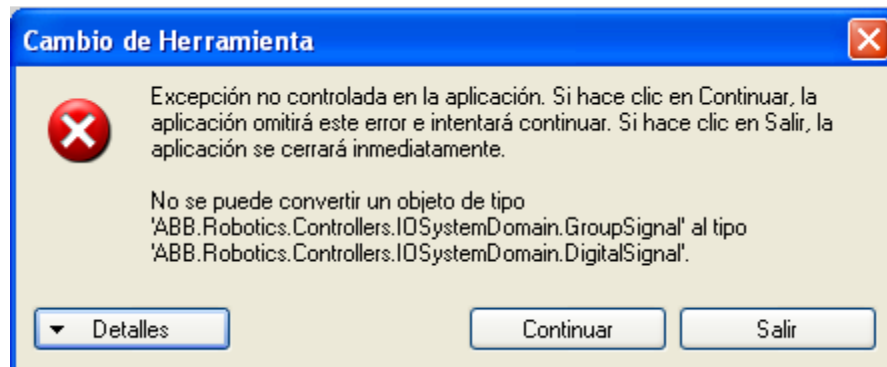 Cambio de Herramienta
Excepción no controlada en la aplicación. Si hace clic en Continuar, la
aplicación omitirá este error e intentará continuar. Si hace clic en Salir, la
aplicación se cerrará inmediatamente.
No se puede convertir un objeto de tipo
'ABB.Robotics.Controllers.IOSystemDomain.GroupSignal' al tipo
'ABB.Robotics.Controllers.IOSystemDomain.DigitalSignal'.
Detalles
Continuar
Salir